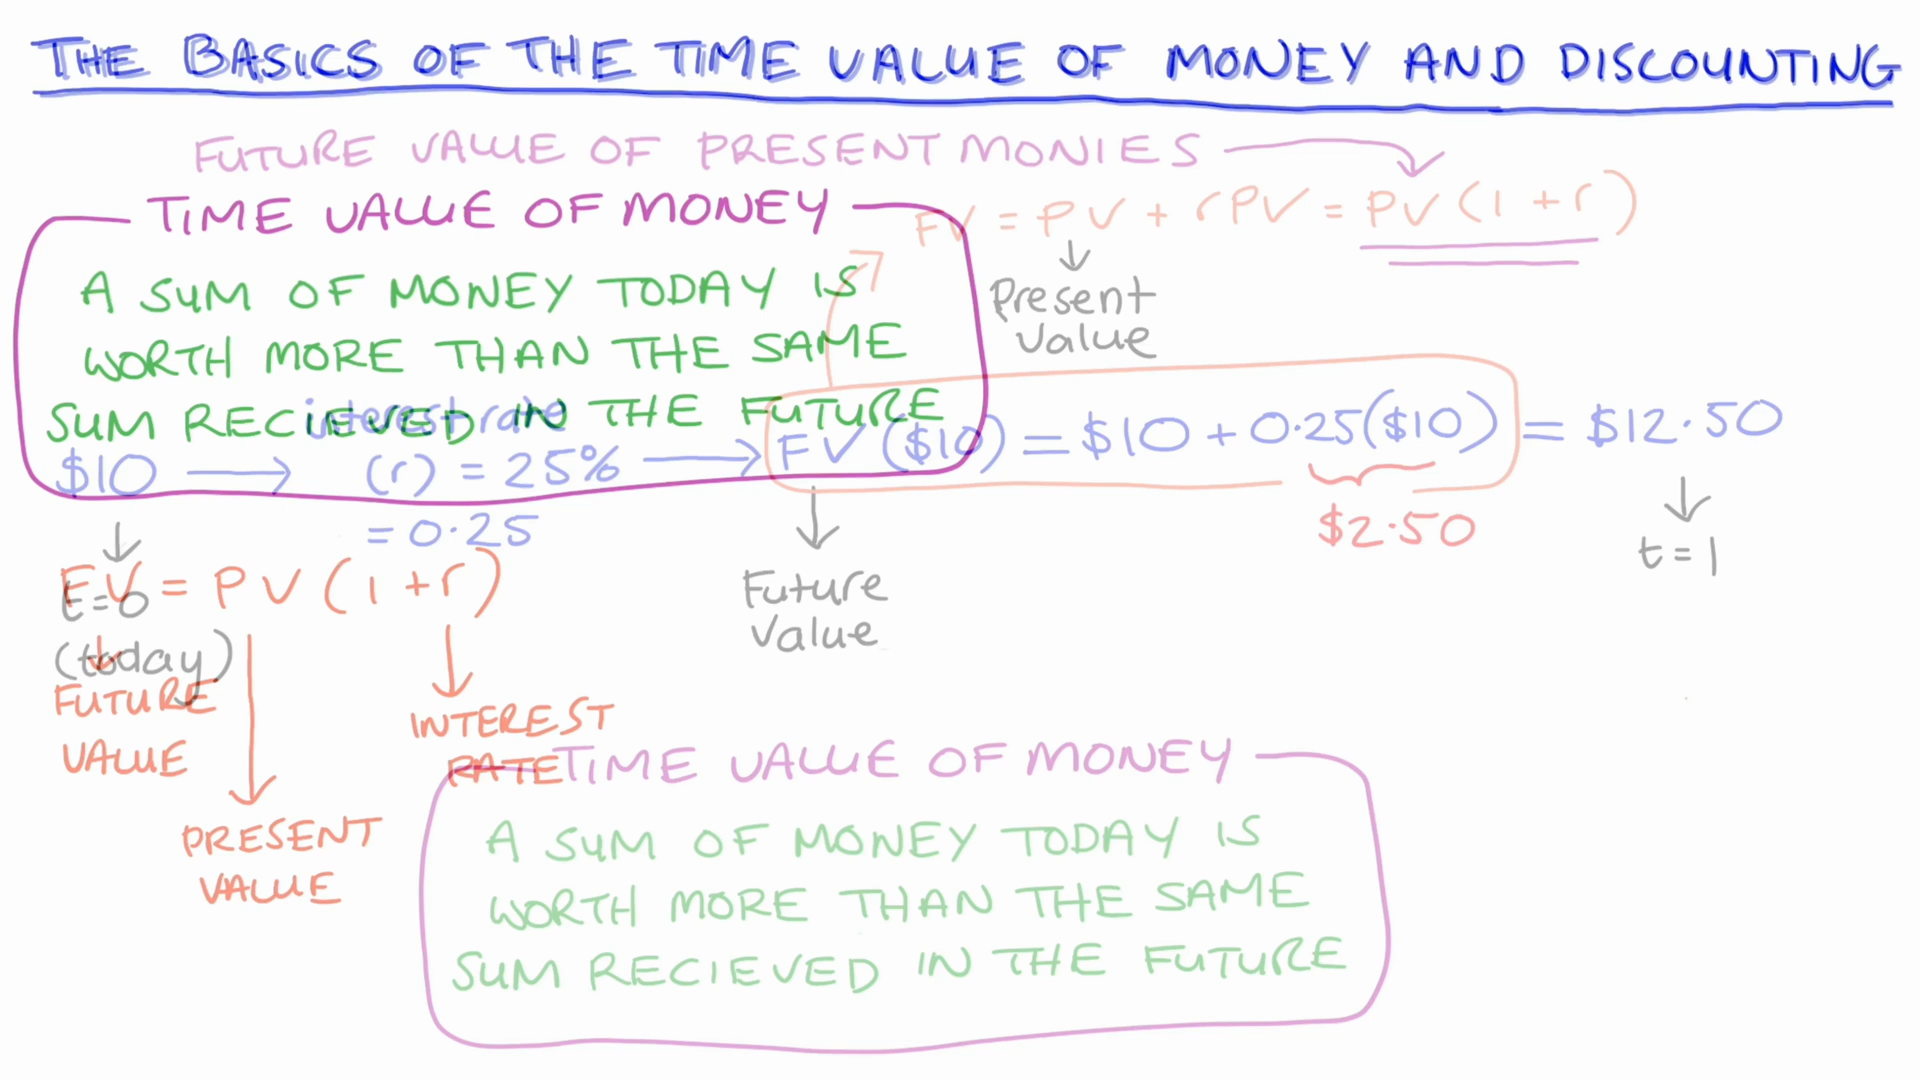 THE BASICS OF THE TIME VALUE OF MONEY AND DISCOUNTING
FUTURE VALUE OF PRESENT MONIES
TIME VALUE OF MONEY
FV = PV + rPV = PV (1 + r)
A SUM OF MONEY TODAY IS
WORTH MORE THAN THE SAME
SUM RECIEVED IN THE FUTURE
Present
Value
interest rate
$10 → (r) = 25% → FV ($10) = $10 + 0.25($10) = $12.50
= 0.25
$2.50
t = 1
FV = PV (1 + r)
t=0
(today)
Future
Value
FUTURE
VALUE
INTEREST
RATE
PRESENT
VALUE
TIME VALUE OF MONEY
A SUM OF MONEY TODAY IS
WORTH MORE THAN THE SAME
SUM RECIEVED IN THE FUTURE